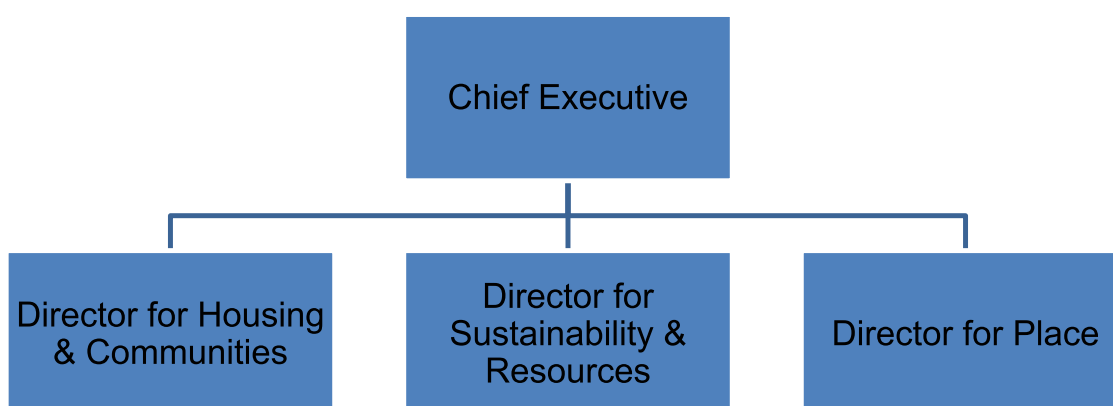 Chief Executive
Director for Housing
& Communities
Director for
Sustainability &
Resources
Director for Place